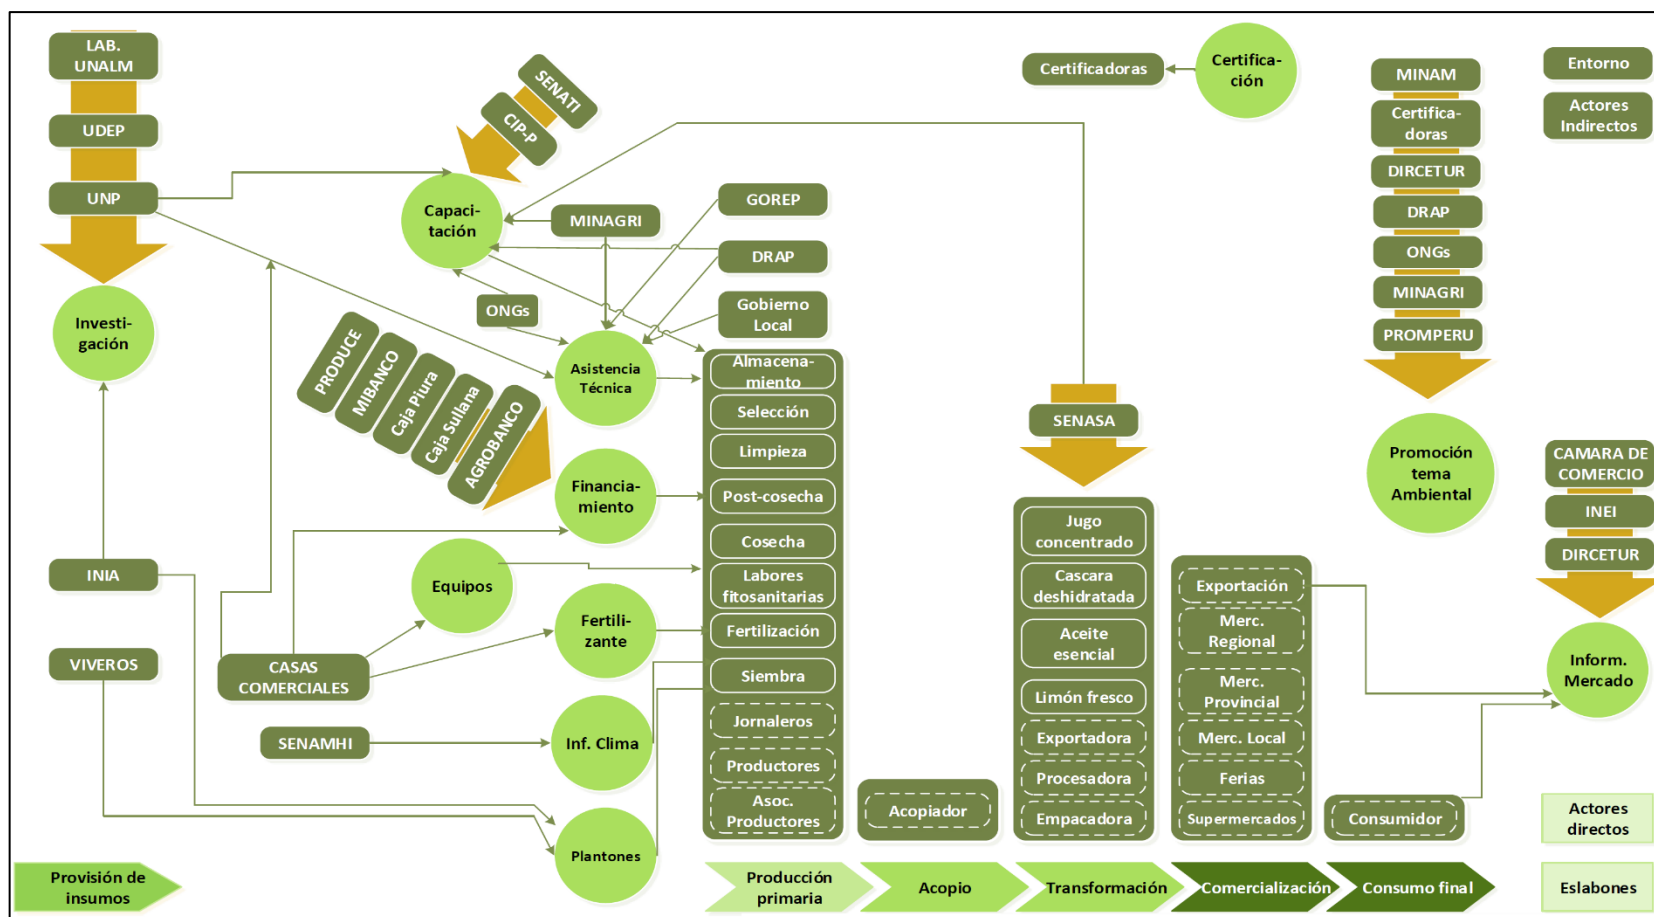 LAB.
UNALM
UDEP
UNP
Investi-
gación
INIA
VIVEROS
Provisión de
insumos
SENATI
CIP-P
Capaci-
tación
MINAGRI
GOREP
DRAP
Gobierno
Local
ONGs
Asistencia
Técnica
PRODUCE
MIBANCO
Caja Piura
Caja Sullana
AGROBANCO
Financia-
miento
Equipos
Fertili-
zante
CASAS
COMERCIALES
SENAMHI
Inf. Clima
Plantones
Almacena-
miento
Selección
Limpieza
Post-cosecha
Cosecha
Labores
fitosanitarias
Fertilización
Siembra
Jornaleros
Productores
Asoc.
Productores
Producción
primaria
Acopiador
Acopio
Certificadoras
Certifica-
ción
SENASA
Jugo
concentrado
Cascara
deshidratada
Aceite
esencial
Limón fresco
Exportadora
Procesadora
Empacadora
Transformación
Exportación
Merc.
Regional
Merc.
Provincial
Merc. Local
Ferias
Supermercados
Comercialización
Consumidor
Consumo final
MINAM
Certifica-
doras
DIRCETUR
DRAP
ONGs
MINAGRI
PROMPERU
Promoción
tema
Ambiental
Entorno
Actores
Indirectos
CAMARA DE
COMERCIO
INEI
DIRCETUR
Inform.
Mercado
Actores
directos
Eslabones